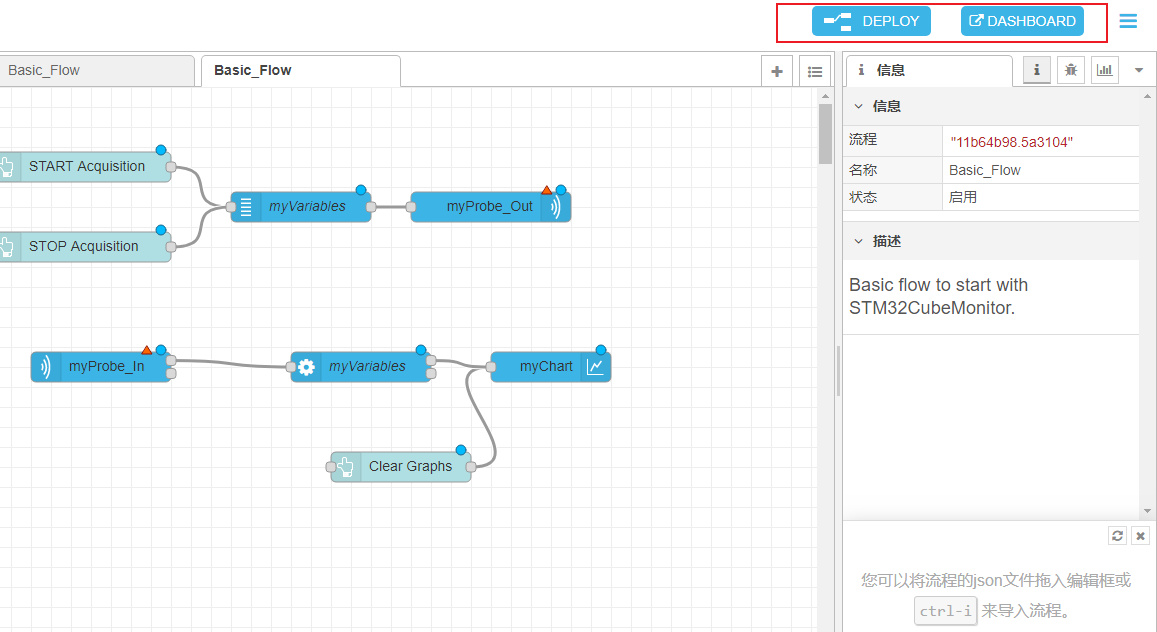 DEPLOY
DASHBOARD
Basic_Flow
Basic_Flow
i 信息
i
信息
流程 "11b64b98.5a3104"
名称 Basic_Flow
状态 启用
描述
Basic flow to start with
STM32CubeMonitor.
START Acquisition
myVariables
myProbe_Out
STOP Acquisition
myProbe_In
myVariables
myChart
Clear Graphs
您可以将流程的json文件拖入编辑框或
ctrl-i 来导入流程。